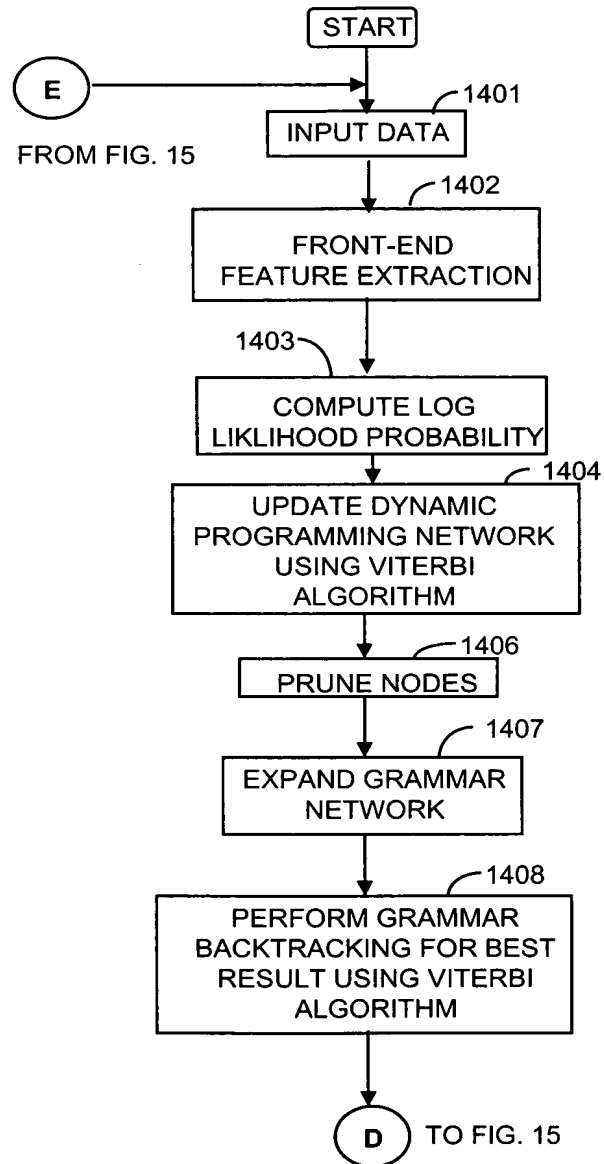 START
E
1401
INPUT DATA
FROM FIG. 15
1402
FRONT-END
FEATURE EXTRACTION
1403
COMPUTE LOG
LIKLIHOOD PROBABILITY
1404
UPDATE DYNAMIC
PROGRAMMING NETWORK
USING VITERBI
ALGORITHM
1406
PRUNE NODES
1407
EXPAND GRAMMAR
NETWORK
1408
PERFORM GRAMMAR
BACKTRACKING FOR BEST
RESULT USING VITERBI
ALGORITHM
D TO FIG. 15